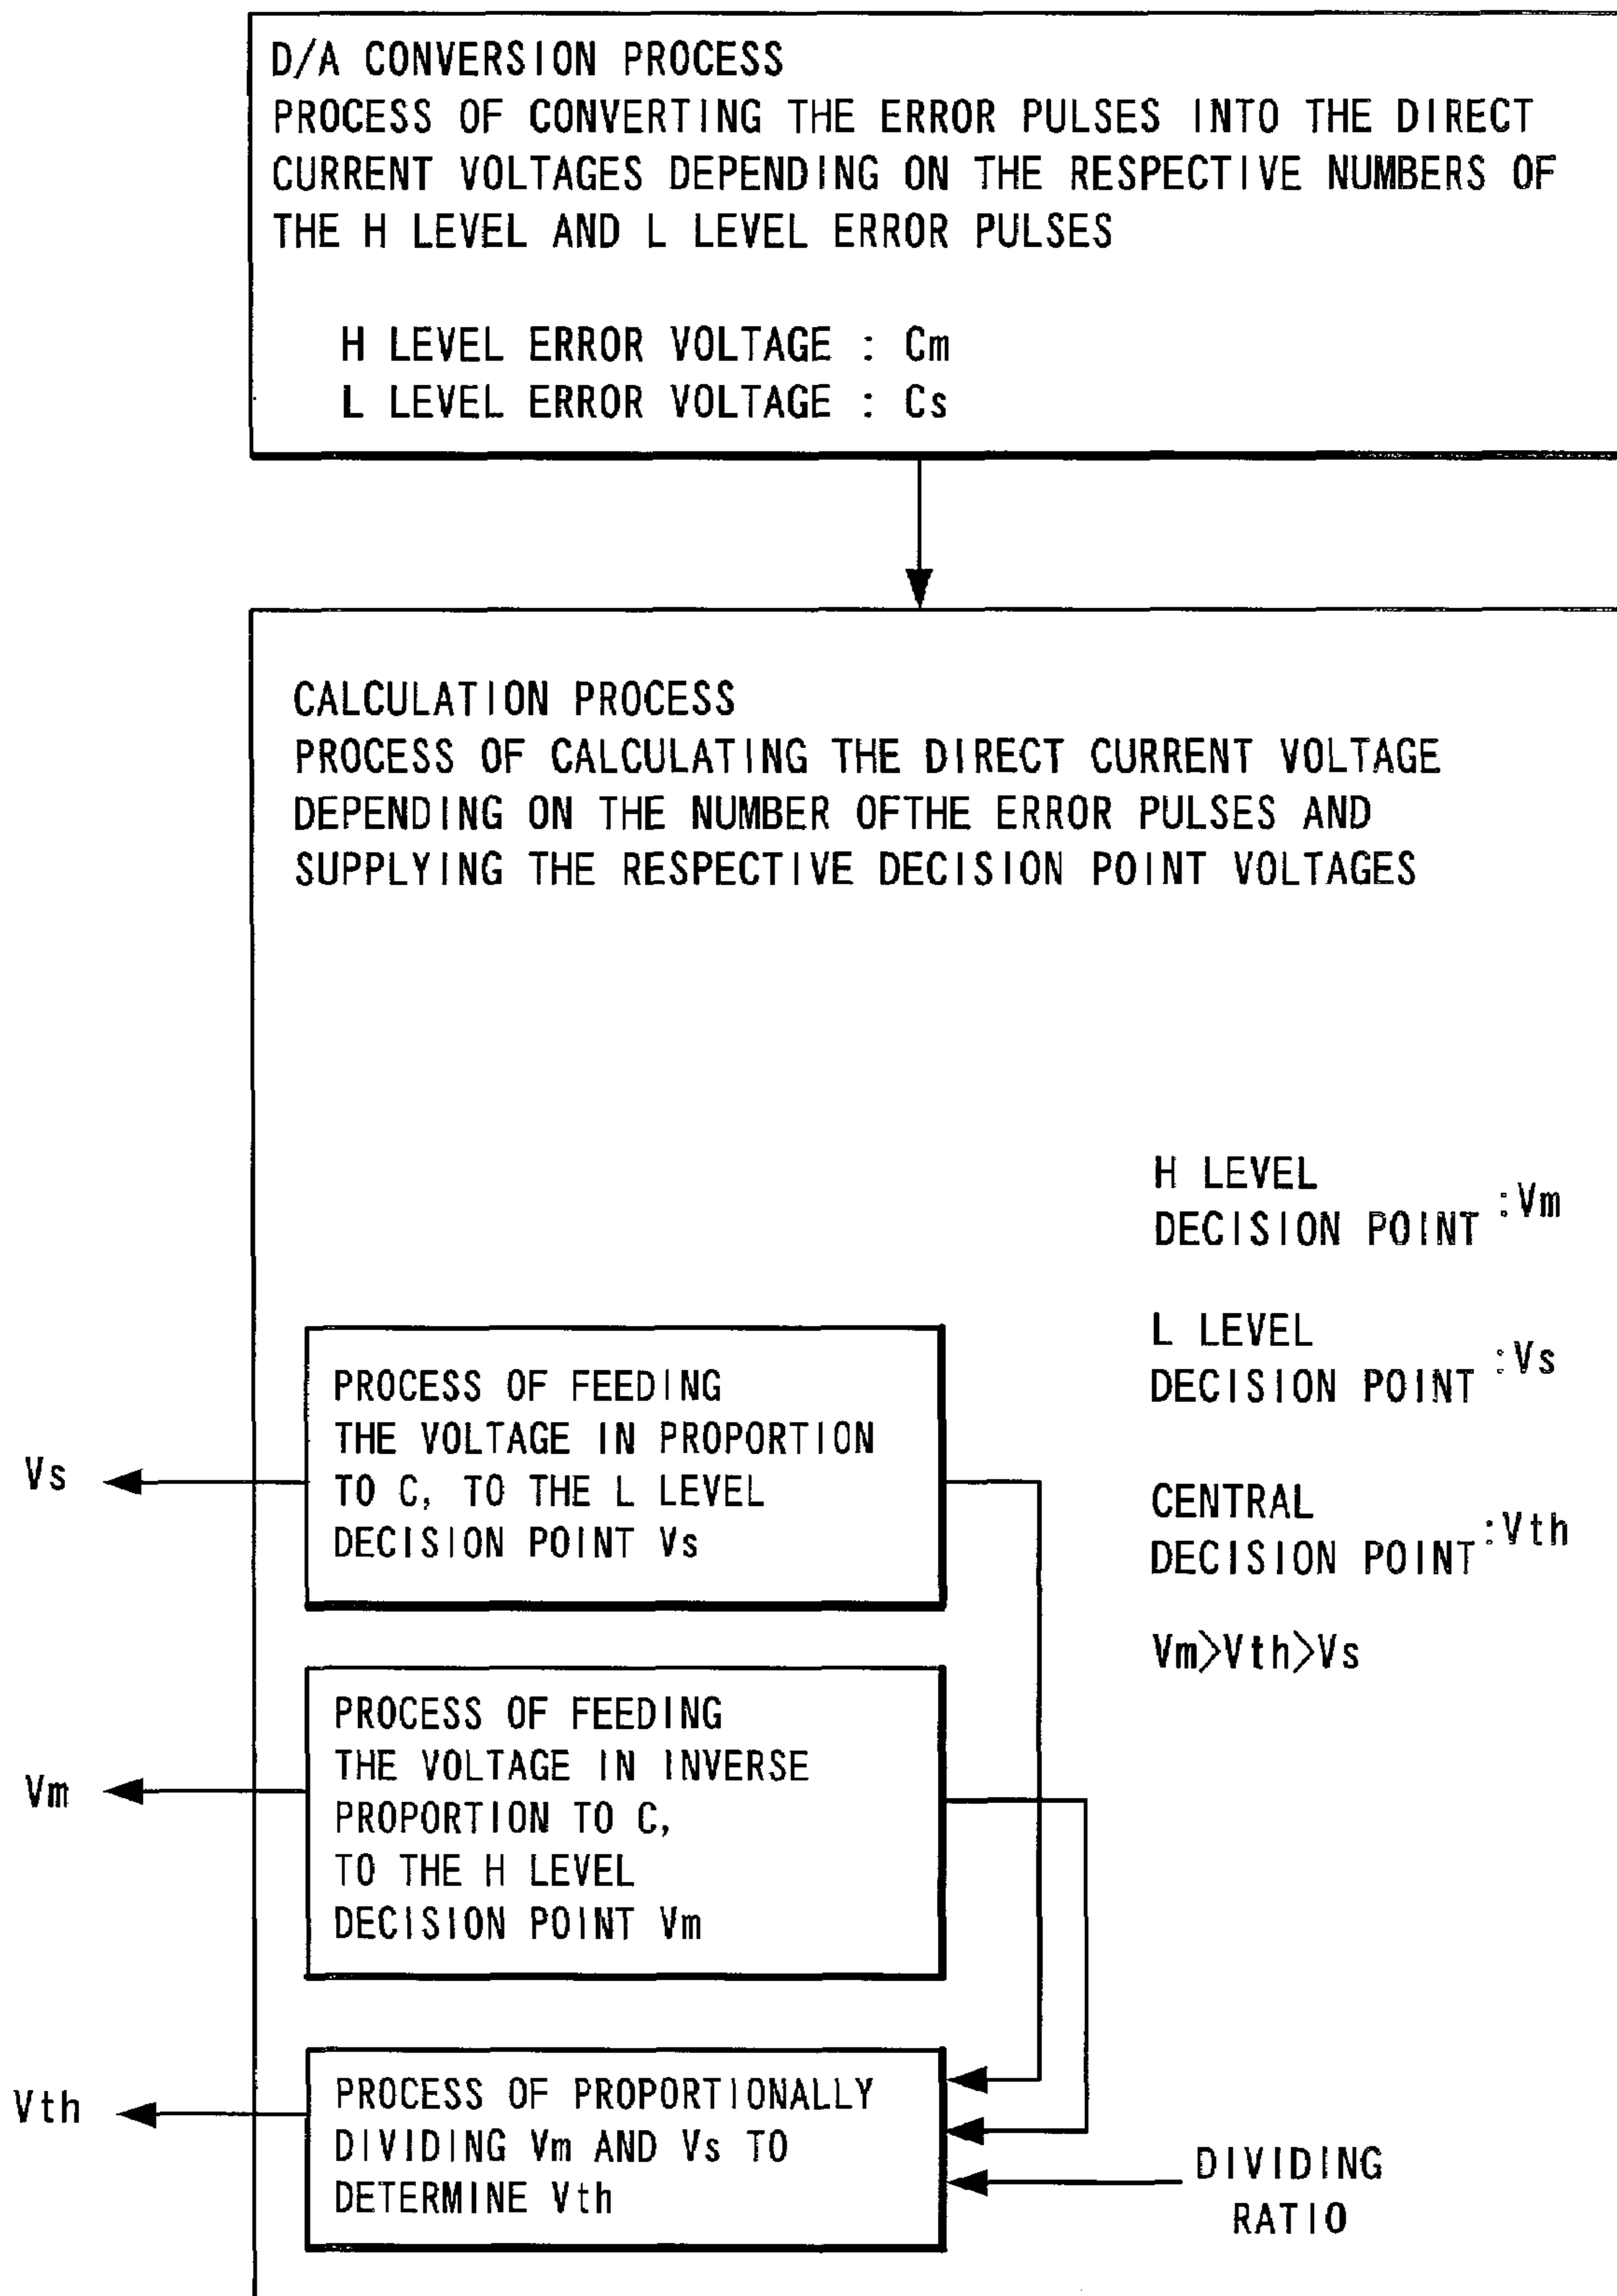 D/A CONVERSION PROCESS
PROCESS OF CONVERTING THE ERROR PULSES INTO THE DIRECT
CURRENT VOLTAGES DEPENDING ON THE RESPECTIVE NUMBERS OF
THE H LEVEL AND L LEVEL ERROR PULSES
H LEVEL ERROR VOLTAGE : Cm
L LEVEL ERROR VOLTAGE : Cs
CALCULATION PROCESS
PROCESS OF CALCULATING THE DIRECT CURRENT VOLTAGE
DEPENDING ON THE NUMBER OFTHE ERROR PULSES AND
SUPPLYING THE RESPECTIVE DECISION POINT VOLTAGES
H LEVEL
DECISION POINT :Vm
L LEVEL
DECISION POINT :Vs
CENTRAL
DECISION POINT :Vth
Vm>Vth>Vs
PROCESS OF FEEDING
THE VOLTAGE IN PROPORTION
TO C, TO THE L LEVEL
DECISION POINT Vs
Vs
PROCESS OF FEEDING
THE VOLTAGE IN INVERSE
PROPORTION TO C,
TO THE H LEVEL
DECISION POINT Vm
Vm
PROCESS OF PROPORTIONALLY
DIVIDING Vm AND Vs TO
DETERMINE Vth
Vth
DIVIDING
RATIO